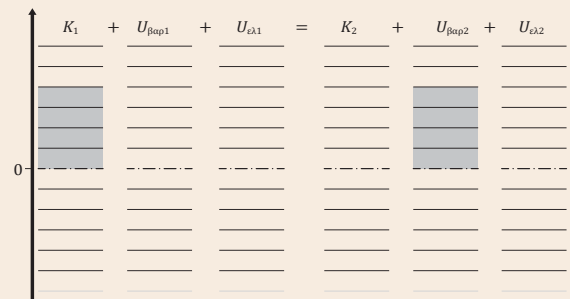 K₁ + U_βαρ1 + U_ελ1 = K₂ + U_βαρ2 + U_ελ2
0